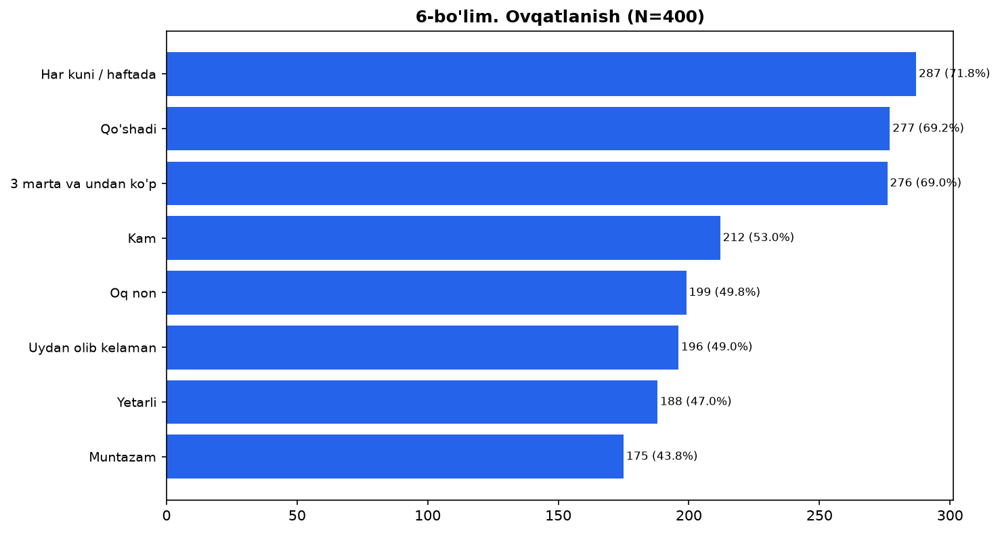 6-bo'lim. Ovqatlanish (N=400)
Har kuni / haftada 287 (71.8%)
Qo'shadi 277 (69.2%)
3 marta va undan ko'p 276 (69.0%)
Kam 212 (53.0%)
Oq non 199 (49.8%)
Uydan olib kelaman 196 (49.0%)
Yetarli 188 (47.0%)
Muntazam 175 (43.8%)
0 50 100 150 200 250 300